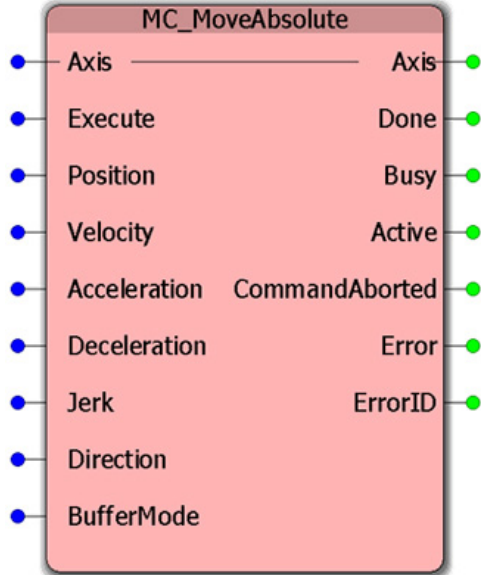 MC_MoveAbsolute
Axis Axis
Execute Done
Position Busy
Velocity Active
Acceleration CommandAborted
Deceleration Error
Jerk ErrorID
Direction
BufferMode